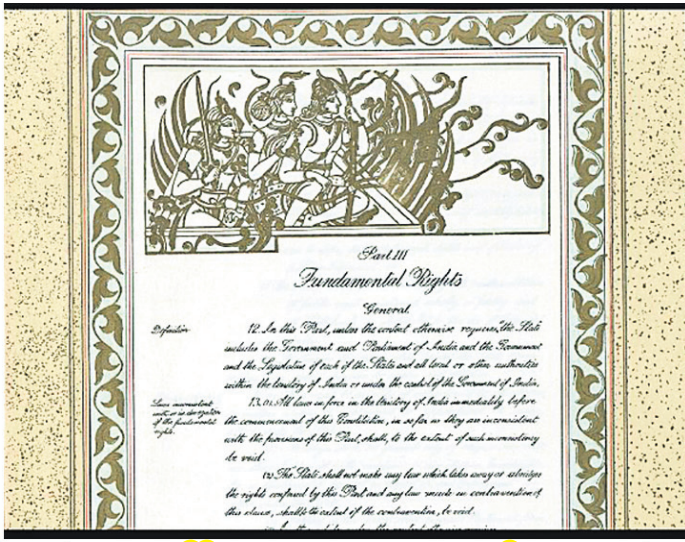 Part III
Fundamental Rights
General
Definition.
12. In this Part, unless the context otherwise requires, "the State"
includes the Government and Parliament of India and the Government
and the Legislature of each of the States and all local or other authorities
within the territory of India or under the control of the Government of India.
Laws inconsistent
with or in derogation
of the fundamental
rights.
13. (1) All laws in force in the territory of India immediately before
the commencement of this Constitution, in so far as they are inconsistent
with the provisions of this Part, shall, to the extent of such inconsistency
be void.
(2) The State shall not make any law which takes away or abridges
the rights conferred by this Part and any law made in contravention of
this clause, shall, to the extent of the contravention, be void.